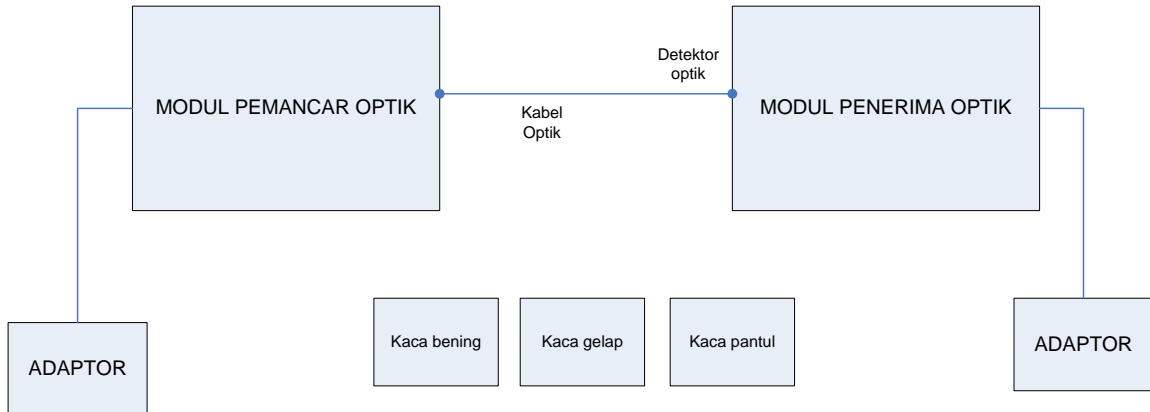 MODUL PEMANCAR OPTIK
Kabel
Optik
Detektor
optik
MODUL PENERIMA OPTIK
ADAPTOR
Kaca bening
Kaca gelap
Kaca pantul
ADAPTOR